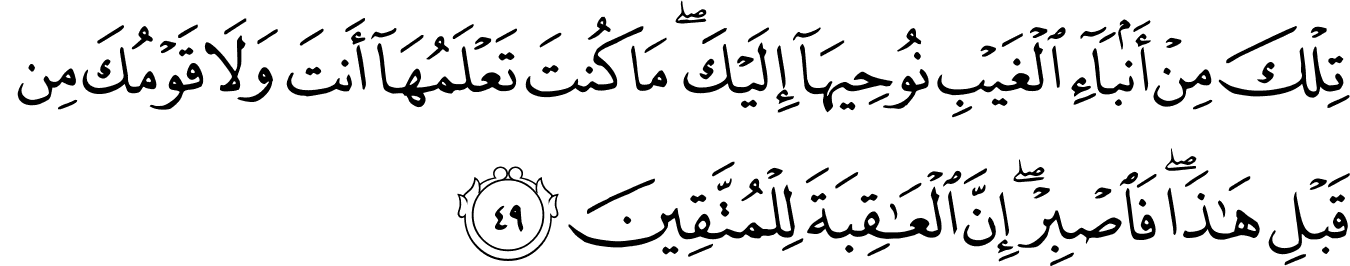 تِلْكَ مِنْ أَنۢبَآءِ ٱلْغَيْبِ نُوحِيهَآ إِلَيْكَ ۖ مَا كُنتَ تَعْلَمُهَآ أَنتَ وَلَا قَوْمُكَ مِن
قَبْلِ هَـٰذَا ۖ فَٱصْبِرْ ۖ إِنَّ ٱلْعَـٰقِبَةَ لِلْمُتَّقِينَ ٤٩